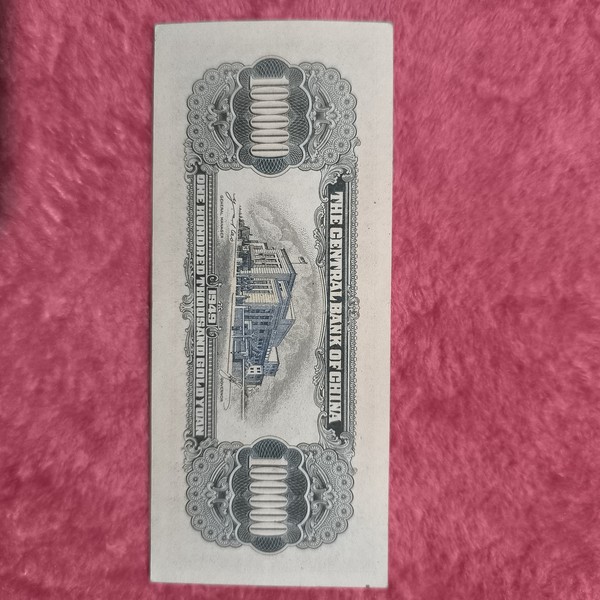 THE CENTRAL BANK OF CHINA
100000
100000
GENERAL MANAGER
GOVERNOR
1949
ONE HUNDRED THOUSAND GOLD YUAN